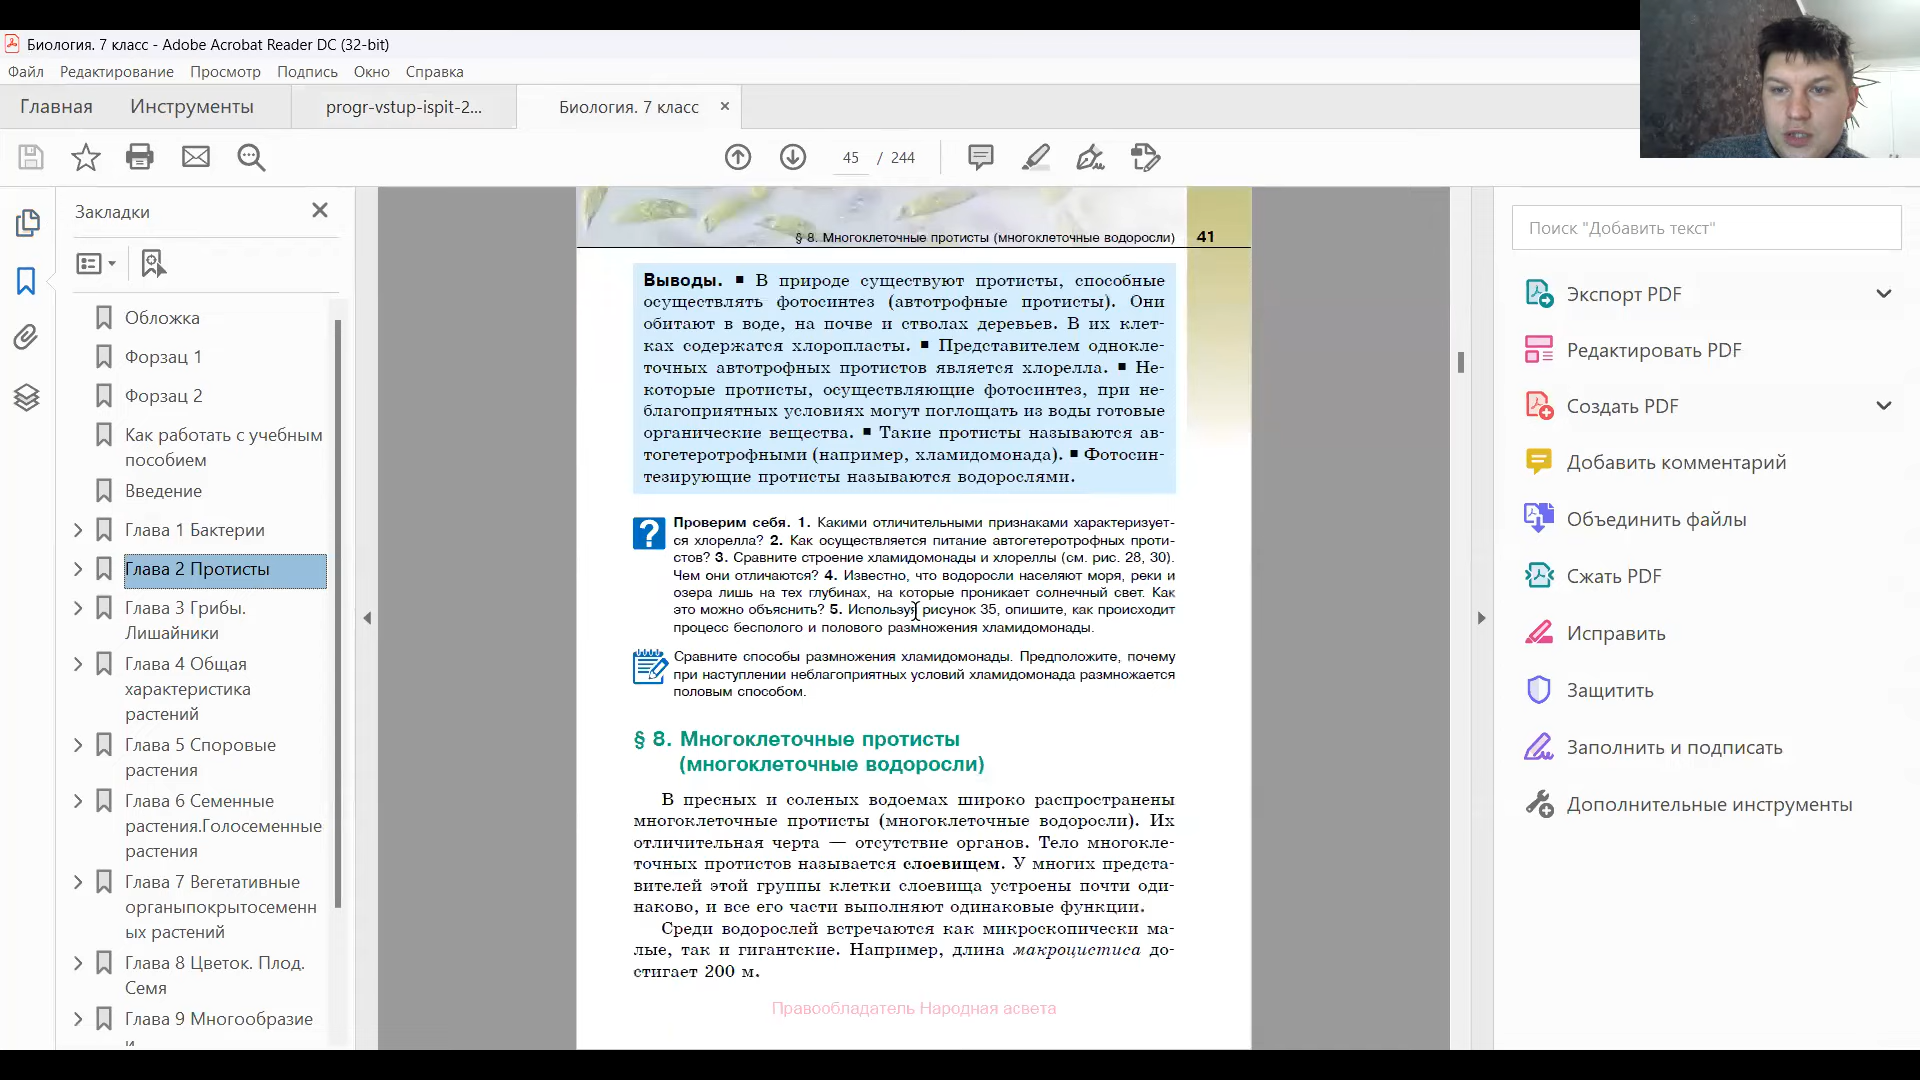 Биология. 7 класс - Adobe Acrobat Reader DC (32-bit)
Файл Редактирование Просмотр Подпись Окно Справка
Главная Инструменты progr-vstup-ispit-2... Биология. 7 класс
45 / 244
Закладки
Обложка
Форзац 1
Форзац 2
Как работать с учебным
пособием
Введение
Глава 1 Бактерии
Глава 2 Протисты
Глава 3 Грибы.
Лишайники
Глава 4 Общая
характеристика
растений
Глава 5 Споровые
растения
Глава 6 Семенные
растения.Голосеменные
растения
Глава 7 Вегетативные
органыпокрытосеменн
ых растений
Глава 8 Цветок. Плод.
Семя
Глава 9 Многообразие
и
§ 8. Многоклеточные протисты (многоклеточные водоросли) 41
Выводы. ■ В природе существуют протисты, способные
осуществлять фотосинтез (автотрофные протисты). Они
обитают в воде, на почве и стволах деревьев. В их клет-
ках содержатся хлоропласты. ■ Представителем однокле-
точных автотрофных протистов является хлорелла. ■ Не-
которые протисты, осуществляющие фотосинтез, при не-
благоприятных условиях могут поглощать из воды готовые
органические вещества. ■ Такие протисты называются ав-
тогетеротрофными (например, хламидомонада). ■ Фотосин-
тезирующие протисты называются водорослями.
? Проверим себя. 1. Какими отличительными признаками характеризует-
ся хлорелла? 2. Как осуществляется питание автогетеротрофных проти-
стов? 3. Сравните строение хламидомонады и хлореллы (см. рис. 28, 30).
Чем они отличаются? 4. Известно, что водоросли населяют моря, реки и
озера лишь на тех глубинах, на которые проникает солнечный свет. Как
это можно объяснить? 5. Используя рисунок 35, опишите, как происходит
процесс бесполого и полового размножения хламидомонады.
Сравните способы размножения хламидомонады. Предположите, почему
при наступлении неблагоприятных условий хламидомонада размножается
половым способом.
§ 8. Многоклеточные протисты
(многоклеточные водоросли)
В пресных и соленых водоемах широко распространены
многоклеточные протисты (многоклеточные водоросли). Их
отличительная черта — отсутствие органов. Тело многокле-
точных протистов называется слоевищем. У многих предста-
вителей этой группы клетки слоевища устроены почти оди-
наково, и все его части выполняют одинаковые функции.
Среди водорослей встречаются как микроскопически ма-
лые, так и гигантские. Например, длина макроцистиса до-
стигает 200 м.
Правообладатель Народная асвета
Поиск "Добавить текст"
Экспорт PDF
Редактировать PDF
Создать PDF
Добавить комментарий
Объединить файлы
Сжать PDF
Исправить
Защитить
Заполнить и подписать
Дополнительные инструменты